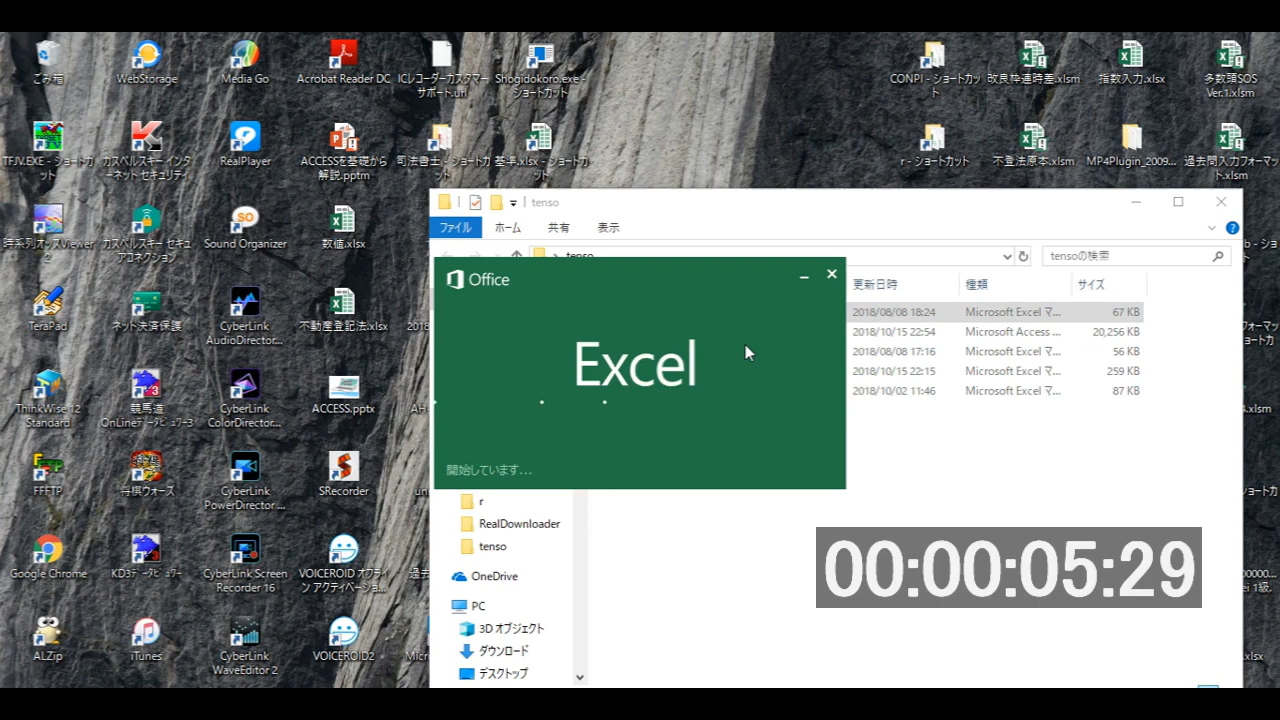 ごみ箱
WebStorage
Media Go
Acrobat Reader DC
ICレコーダーカスタマー
サポート.url
Shogidokoro.exe -
ショートカット
CONPI - ショートカッ
ト
改良枠連時差.xlsm
指数入力.xlsx
多数頭SOS
Ver.1.xlsm
TFJV.EXE - ショートカ
ット
カスペルスキー インタ
ーネット セキュリティ
RealPlayer
ACCESSを基礎から
解説.pptm
司法書士 - ショートカ
ット
基準.xlsx - ショートカ
ット
r - ショートカット
不登法原本.xlsm
MP4Plugin_2009...
過去問入力フォーマッ
ト.xlsm
時系列オッズViewer
2
カスペルスキー セキュ
アコネクション
Sound Organizer
数値.xlsx
TeraPad
ネット決済保護
CyberLink
AudioDirector...
不動産登記法.xlsx
2018
ThinkWise 12
Standard
競馬道
OnLineデータビューワー3
CyberLink
ColorDirector...
ACCESS.pptx
FFFTP
将棋ウォーズ
CyberLink
PowerDirector ...
SRecorder
Google Chrome
KD3データビュワー
CyberLink Screen
Recorder 16
VOICEROID オフライ
ン アクティベーショ...
ALZip
iTunes
CyberLink
WaveEditor 2
VOICEROID2
Micr
tenso
ファイル
ホーム
共有
表示
tenso
tensoの検索
更新日時
種類
サイズ
2018/08/08 18:24
Microsoft Excel マ...
67 KB
2018/10/15 22:54
Microsoft Access ...
20,256 KB
2018/08/08 17:16
Microsoft Excel マ...
56 KB
2018/10/15 22:15
Microsoft Excel マ...
259 KB
2018/10/02 11:46
Microsoft Excel マ...
87 KB
Office
Excel
開始しています...
r
RealDownloader
tenso
OneDrive
PC
3D オブジェクト
ダウンロード
デスクトップ
00:00:05:29